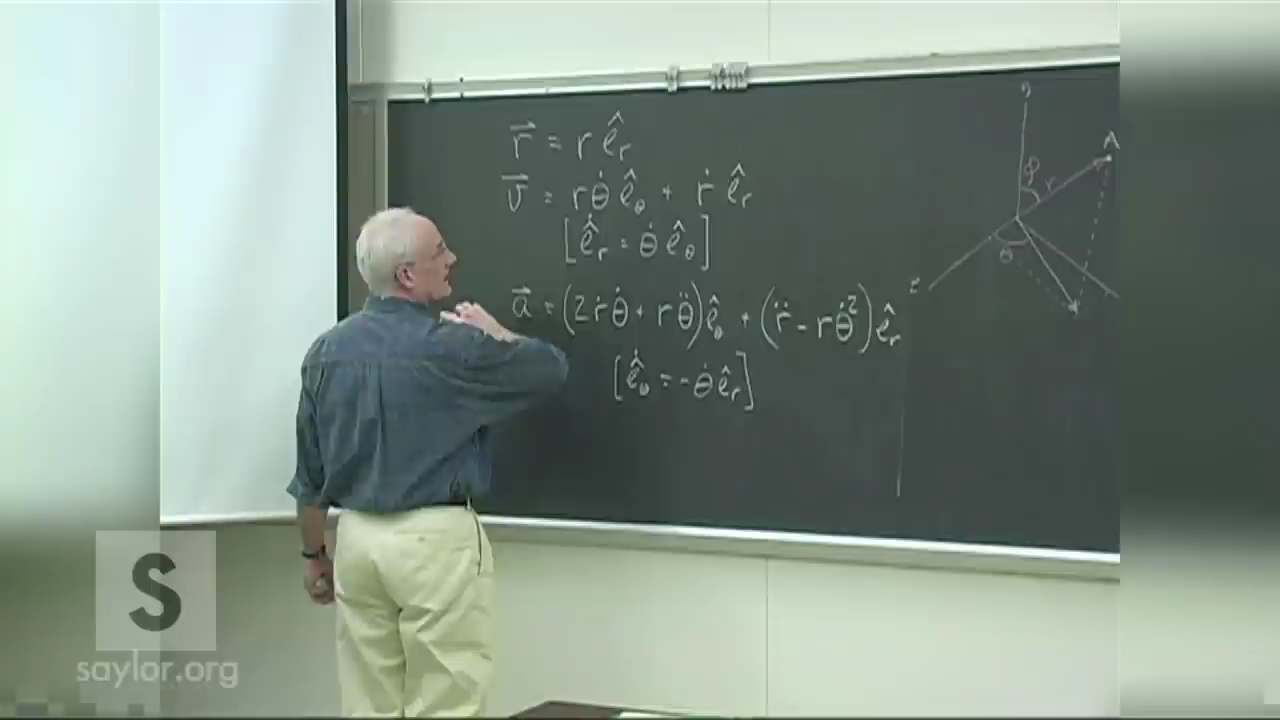 r⃗ = r ê_r
v⃗ = rθ̇ ê_θ + ṙ ê_r
[ê̇_r = θ̇ ê_θ]
a⃗ = (2ṙθ̇ + rθ̈)ê_θ + (r̈ - rθ̇²)ê_r
[ê̇_θ = -θ̇ ê_r]
r
θ
S
saylor.org